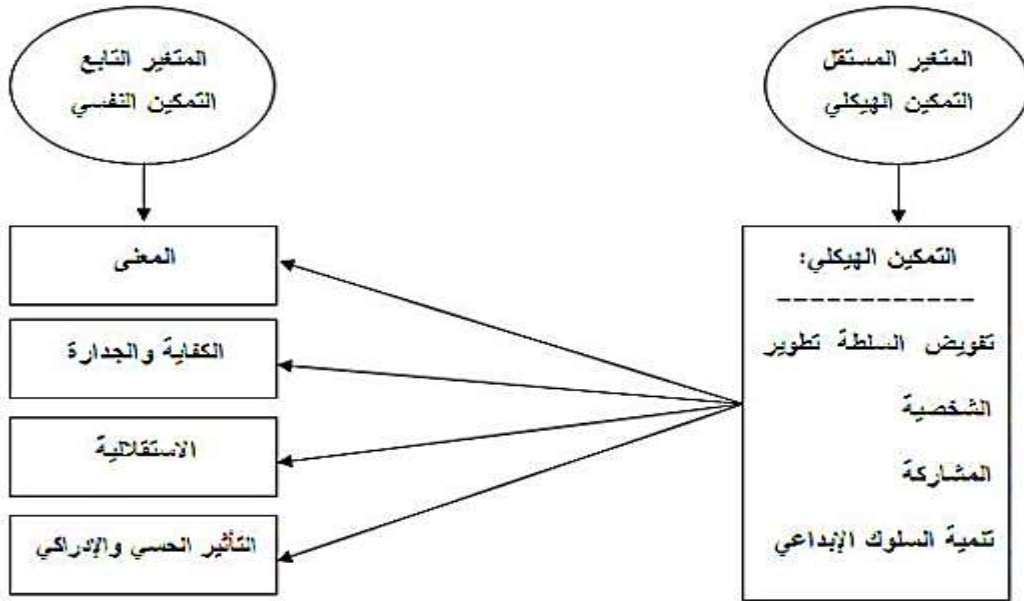 المتغير المستقل
التمكين الهيكلي
المتغير التابع
التمكين النفسي
التمكين الهيكلي:
-------------
تفويض السلطة تطوير
الشخصية
المشاركة
تنمية السلوك الإبداعي
المعنى
الكفاية والجدارة
الاستقلالية
التأثير الحسي والإدراكي